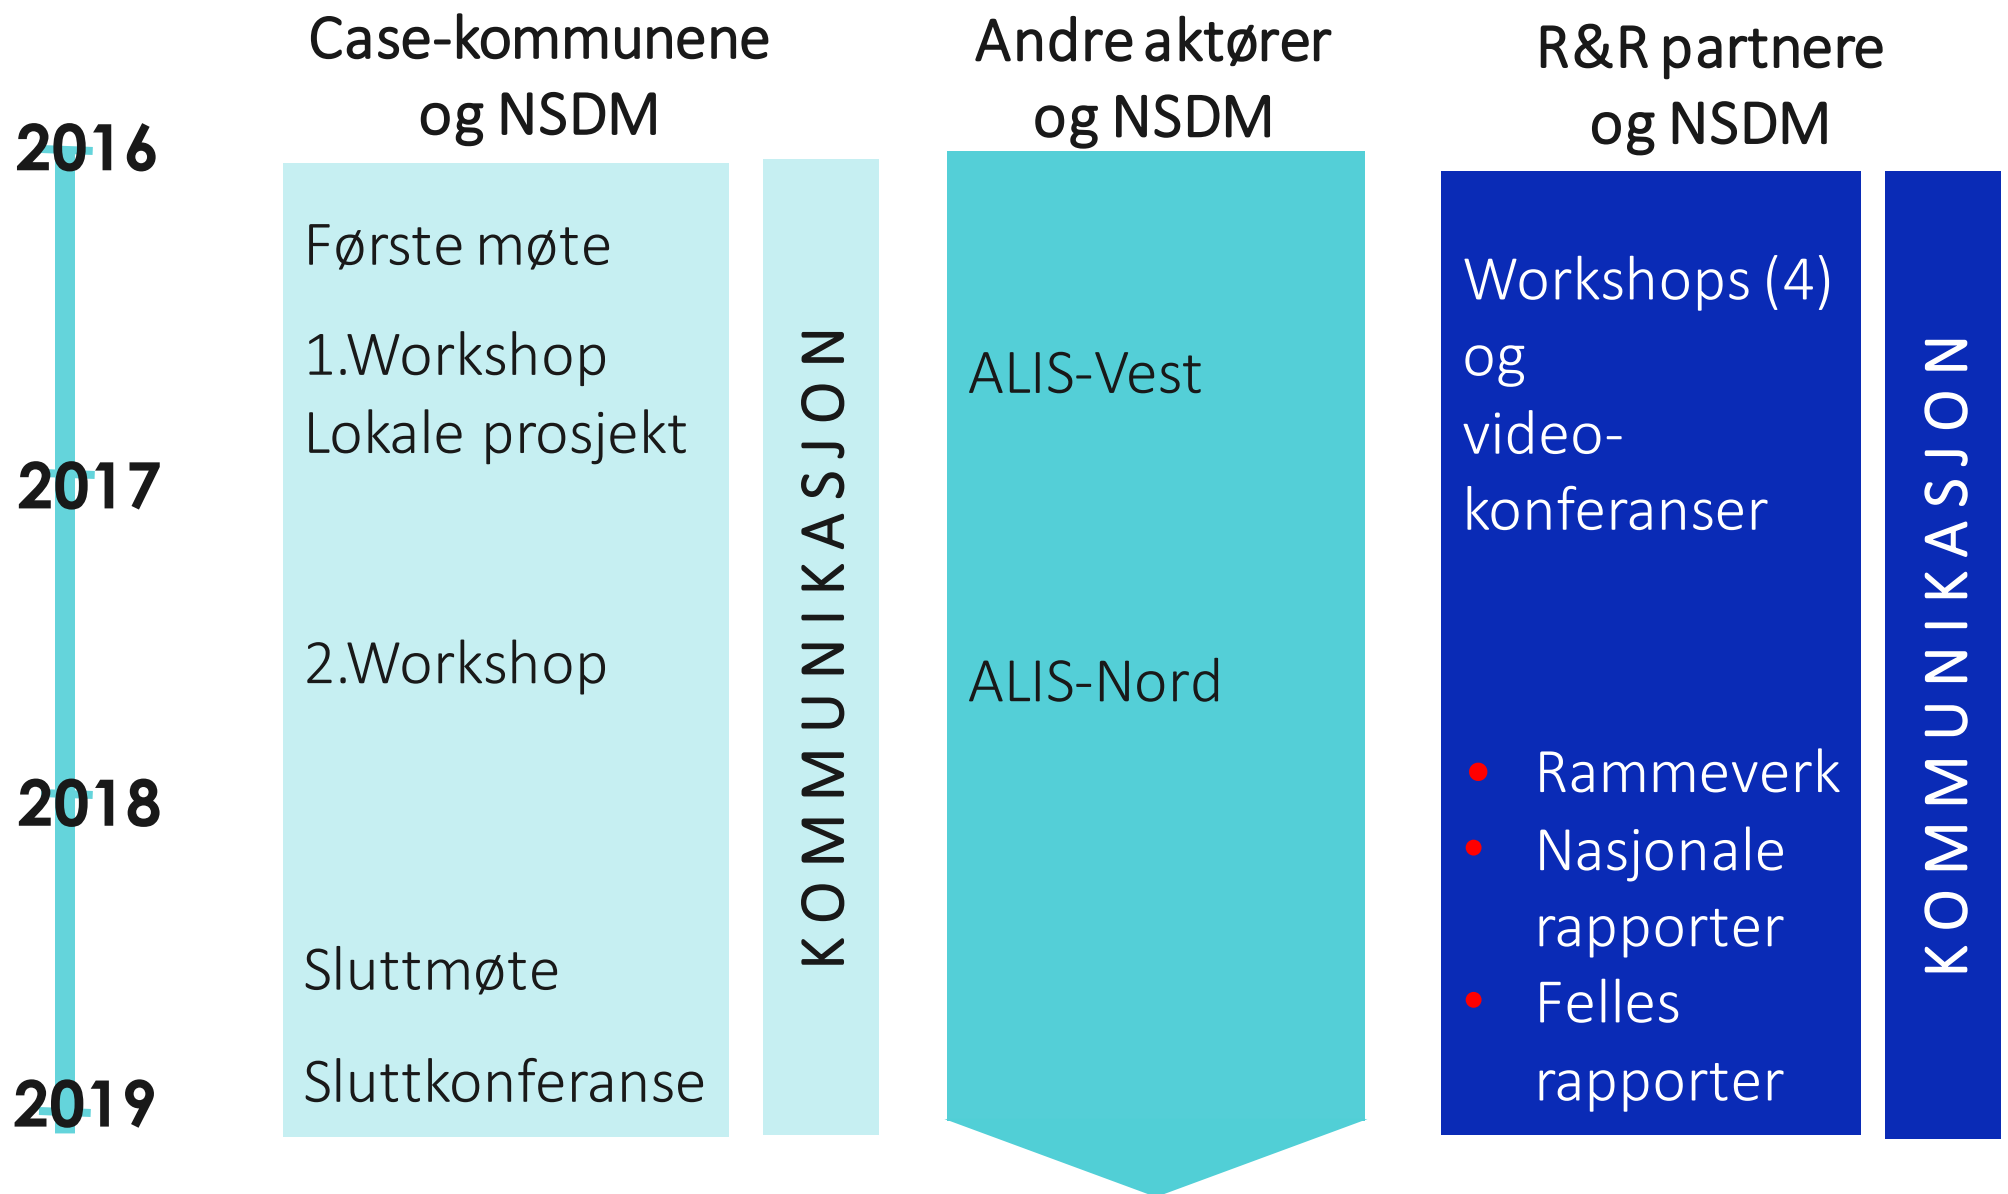 Case-kommunene
og NSDM
Andre aktører
og NSDM
R&R partnere
og NSDM
2016
2017
2018
2019
Første møte
1.Workshop
Lokale prosjekt
2.Workshop
Sluttmøte
Sluttkonferanse
KOMMUNIKASJON
ALIS-Vest
ALIS-Nord
Workshops (4)
og
video-
konferanser
• Rammeverk
• Nasjonale
rapporter
• Felles
rapporter
KOMMUNIKASJON